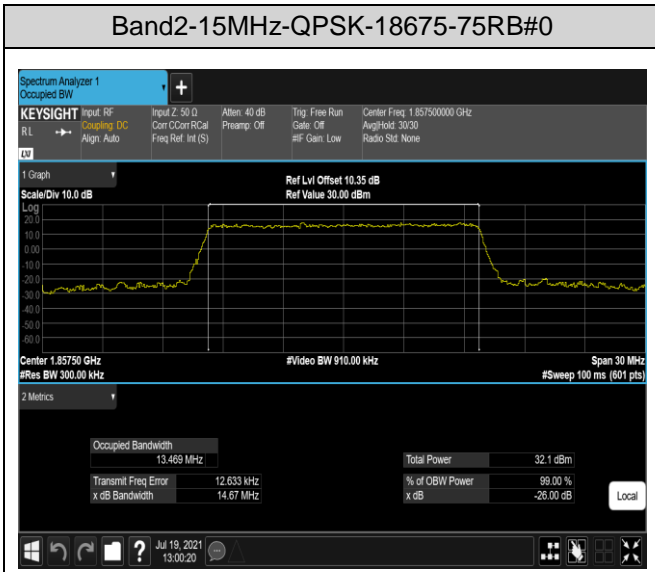 Band2-15MHz-QPSK-18675-75RB#0
Spectrum Analyzer 1
Occupied BW
+
KEYSIGHT Input: RF Input Z: 50 Ω Atten: 40 dB Trig: Free Run Center Freq: 1.857500000 GHz
RL Coupling: DC Corr CCorr RCal Preamp: Off Gate: Off Avg|Hold: 30/30
Align: Auto Freq Ref: Int (S) #IF Gain: Low Radio Std: None
LXI
1 Graph
Ref Lvl Offset 10.35 dB
Scale/Div 10.0 dB Ref Value 30.00 dBm
Log
20.0
10.0
0.00
-10.0
-20.0
-30.0
-40.0
-50.0
-60.0
Center 1.85750 GHz #Video BW 910.00 kHz Span 30 MHz
#Res BW 300.00 kHz #Sweep 100 ms (601 pts)
2 Metrics
Occupied Bandwidth
13.469 MHz Total Power 32.1 dBm
Transmit Freq Error 12.633 kHz % of OBW Power 99.00 %
x dB Bandwidth 14.67 MHz x dB -26.00 dB
Local
? Jul 19, 2021
13:00:20